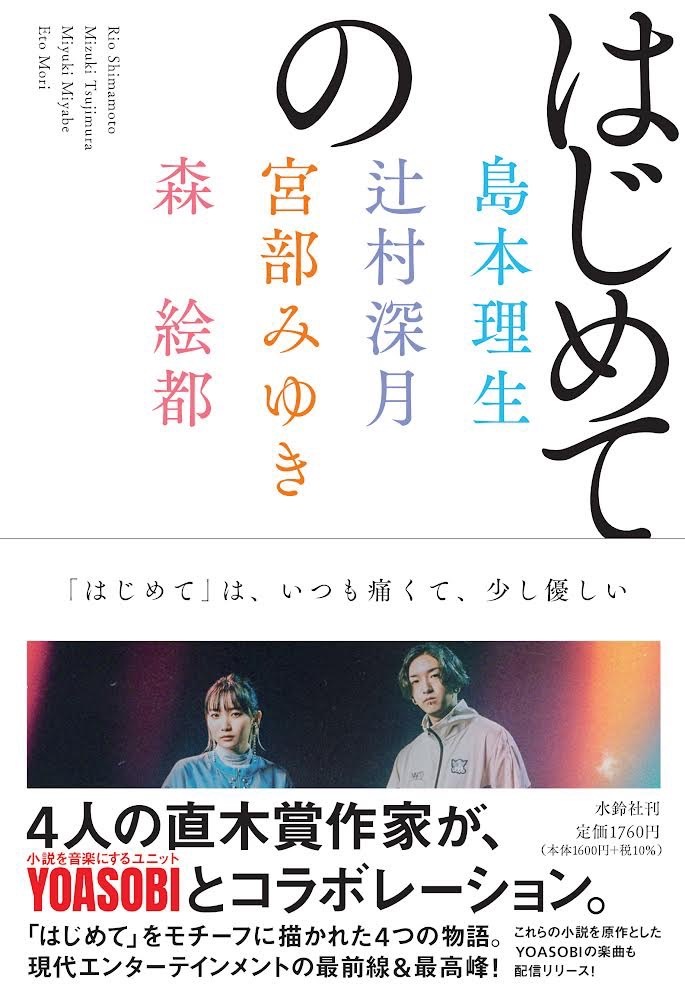 はじめての
島本理生
辻村深月
宮部みゆき
森 絵都
Rio Shimamoto
Mizuki Tsujimura
Miyuki Miyabe
Eto Mori
「はじめて」は、いつも痛くて、少し優しい
4人の直木賞作家が、
小説を音楽にするユニット
YOASOBIとコラボレーション。
「はじめて」をモチーフに描かれた4つの物語。
現代エンターテインメントの最前線&最高峰！
水鈴社刊
定価1760円
（本体1600円＋税10%）
これらの小説を原作とした
YOASOBIの楽曲も
配信リリース！